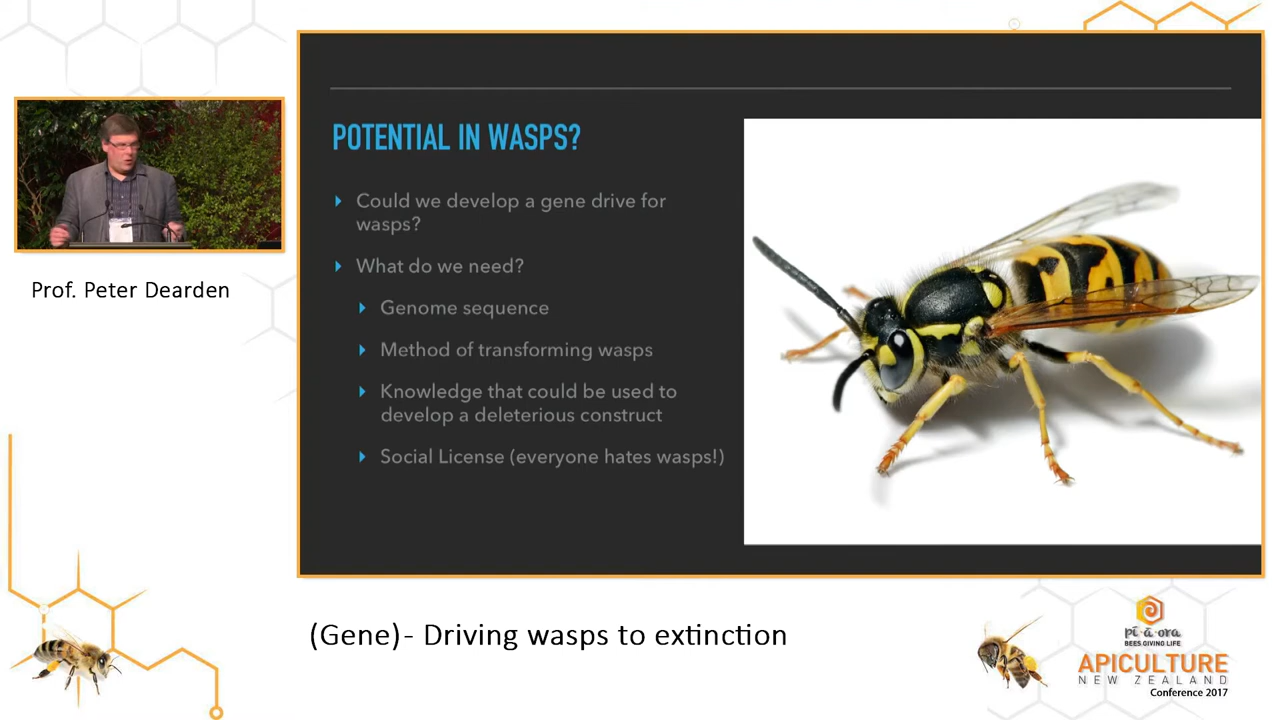 POTENTIAL IN WASPS?
Could we develop a gene drive for
wasps?
What do we need?
Genome sequence
Method of transforming wasps
Knowledge that could be used to
develop a deleterious construct
Social License (everyone hates wasps!)
Prof. Peter Dearden
(Gene)- Driving wasps to extinction
pī-ā-ora
BEES GIVING LIFE
APICULTURE
NEW ZEALAND
Conference 2017